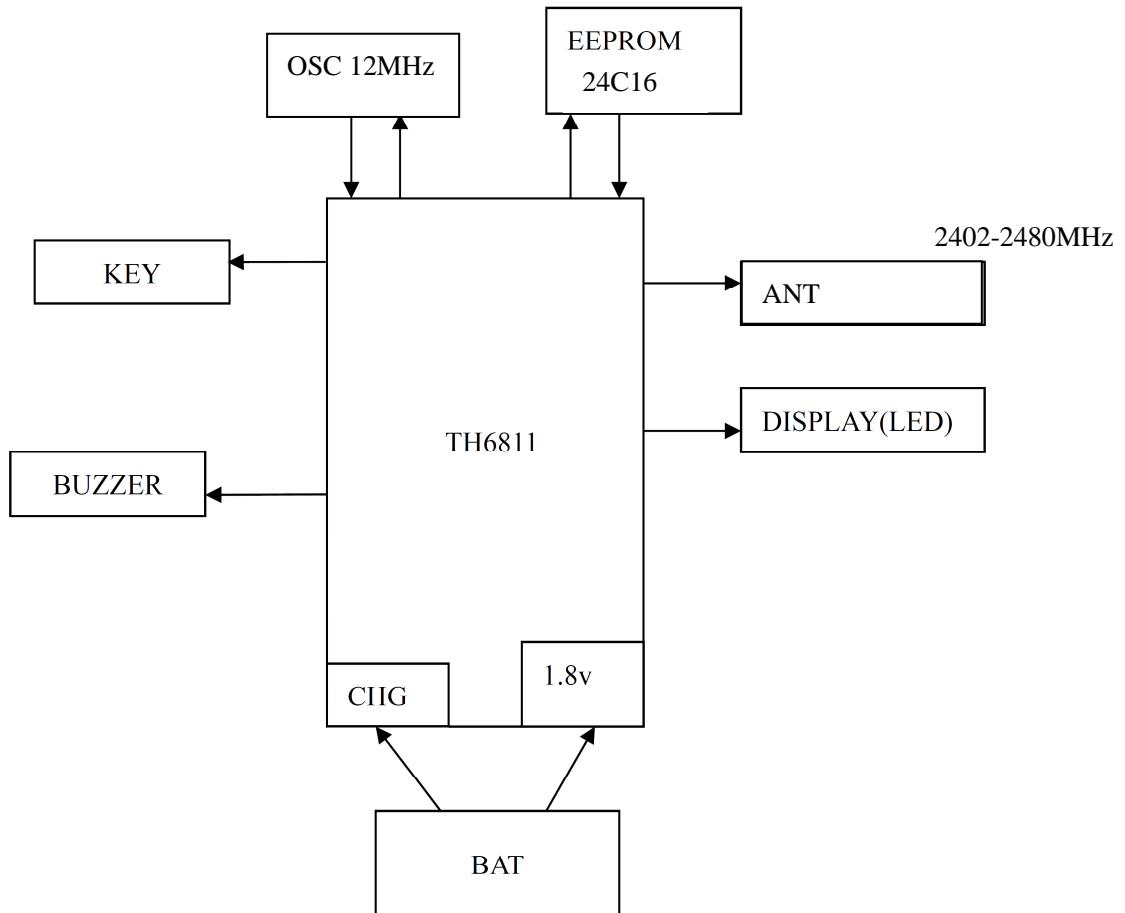 OSC 12MHz
EEPROM
24C16
2402-2480MHz
KEY
ANT
DISPLAY(LED)
TH6811
BUZZER
1.8v
CHG
BAT